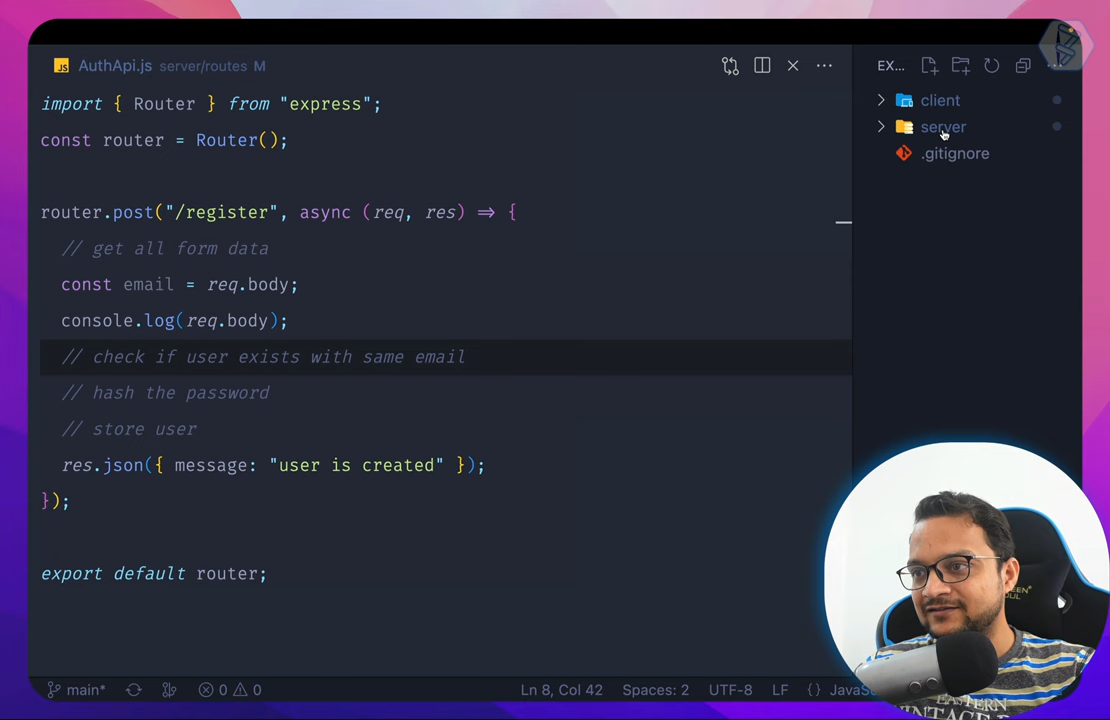 AuthApi.js server/routes M
EX...
import { Router } from "express";
const router = Router();
router.post("/register", async (req, res) => {
// get all form data
const email = req.body;
console.log(req.body);
// check if user exists with same email
// hash the password
// store user
res.json({ message: "user is created" });
});
export default router;
client
server
.gitignore
main*
0
0
Ln 8, Col 42
Spaces: 2
UTF-8
LF
{} JavaS